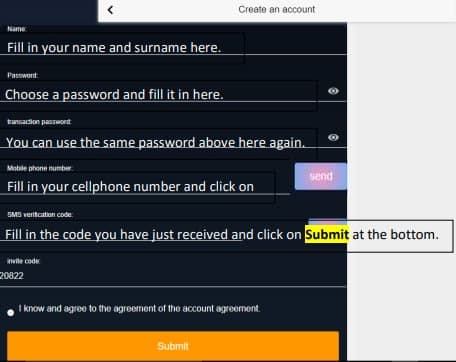 Create an account
Name:
Fill in your name and surname here.
Password:
Choose a password and fill it in here.
transaction password:
You can use the same password above here again.
Mobile phone number:
send
Fill in your cellphone number and click on
SMS verification code:
Fill in the code you have just received and click on Submit at the bottom.
invite code:
20822
I know and agree to the agreement of the account agreement.
Submit